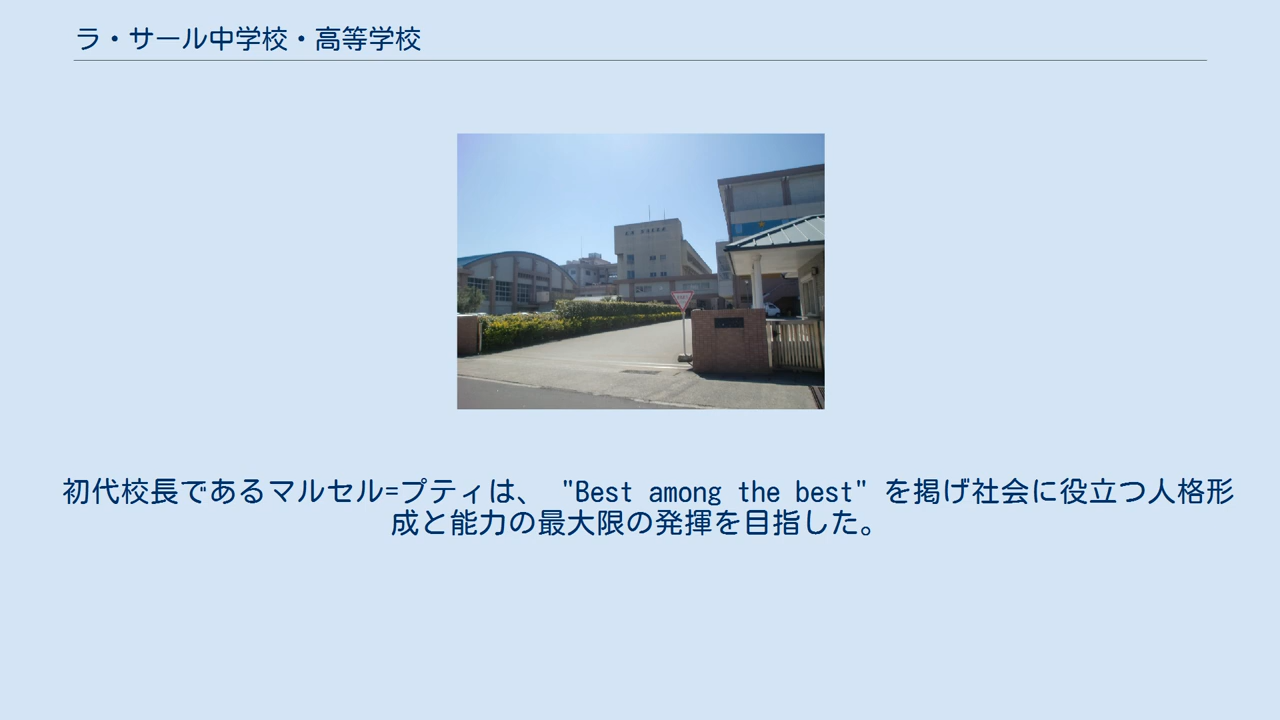 ラ・サール中学校・高等学校
初代校長であるマルセル=プティは、 "Best among the best" を掲げ社会に役立つ人格形
成と能力の最大限の発揮を目指した。